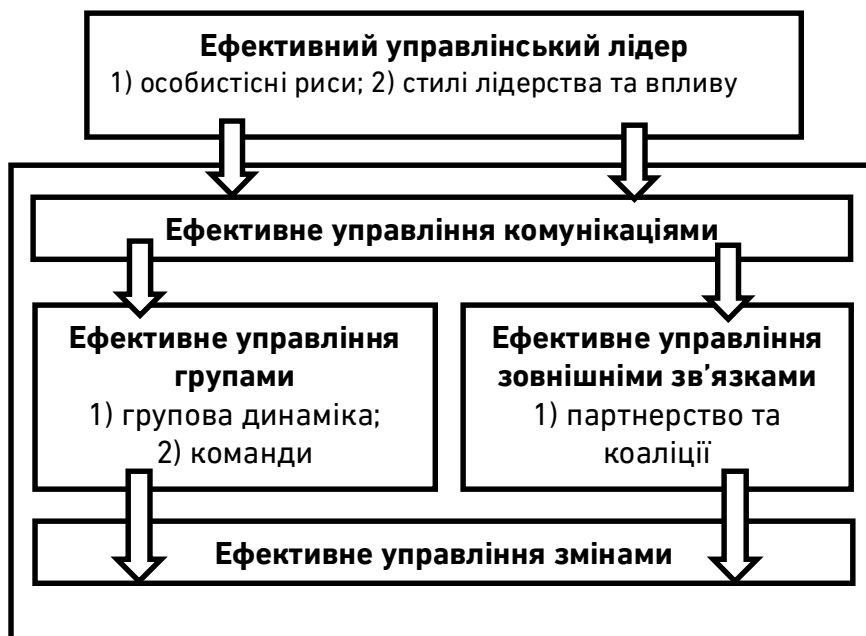 Ефективний управлінський лідер
1) особистісні риси; 2) стилі лідерства та впливу
Ефективне управління комунікаціями
Ефективне управління
групами
1) групова динаміка;
2) команди
Ефективне управління
зовнішніми зв’язками
1) партнерство та
коаліції
Ефективне управління змінами